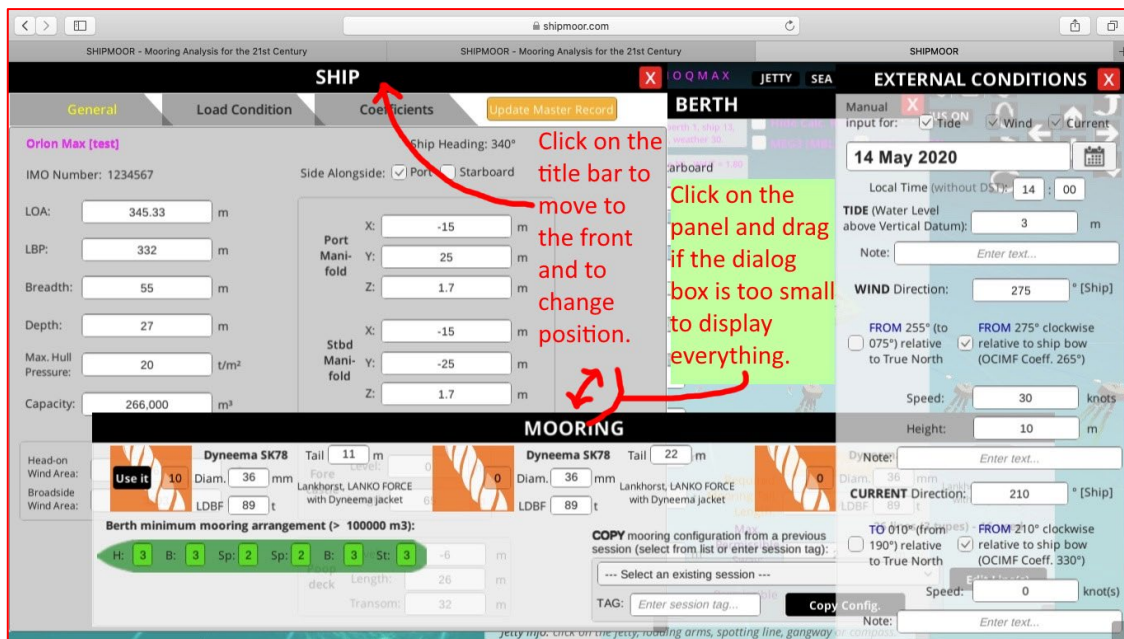 shipmoor.com
SHIPMOOR - Mooring Analysis for the 21st Century
SHIPMOOR - Mooring Analysis for the 21st Century
SHIPMOOR
SHIP
X
General
Load Condition
Coefficients
Update Master Record
Orion Max [test]
Ship Heading: 340°
IMO Number: 1234567
Side Alongside: Port Starboard
LOA: 345.33 m
LBP: 332 m
Breadth: 55 m
Depth: 27 m
Max. Hull
Pressure: 20 t/m²
Capacity: 266,000 m³
Head-on
Wind Area:
Broadside
Wind Area:
Port
Mani-
fold
X: -15 m
Y: 25 m
Z: 1.7 m
Stbd
Mani-
fold
X: -15 m
Y: -25 m
Z: 1.7 m
Click on the
title bar to
move to
the front
and to
change
position.
JETTY SEA
BERTH
Click on the
panel and drag
if the dialog
box is too small
to display
everything.
EXTERNAL CONDITIONS X
Manual
input for: Tide Wind Current
14 May 2020
Local Time (without DST): 14 : 00
TIDE (Water Level
above Vertical Datum): 3 m
Note: Enter text...
WIND Direction: 275 ° [Ship]
FROM 255° (to
075°) relative
to True North
FROM 275° clockwise
relative to ship bow
(OCIMF Coeff. 265°)
Speed: 30 knots
Height: 10 m
Note: Enter text...
CURRENT Direction: 210 ° [Ship]
TO 010° (from
190°) relative
to True North
FROM 210° clockwise
relative to ship bow
(OCIMF Coeff. 330°)
Speed: 0 knot(s)
Note: Enter text...
MOORING
Use it 10
Dyneema SK78 Tail 11 m
Diam. 36 mm
LDBF 89 t
Lankhorst, LANKO FORCE
with Dyneema jacket
0
Dyneema SK78 Tail 22 m
Diam. 36 mm
LDBF 89 t
Lankhorst, LANKO FORCE
with Dyneema jacket
0
Diam. 36 mm
LDBF 89 t
Berth minimum mooring arrangement (> 100000 m3):
H: 3 B: 3 Sp: 2 Sp: 2 B: 3 St: 3
deck
-6 m
Length: 26 m
Transom: 32 m
COPY mooring configuration from a previous
session (select from list or enter session tag):
--- Select an existing session ---
TAG: Enter session tag...
Copy Config.